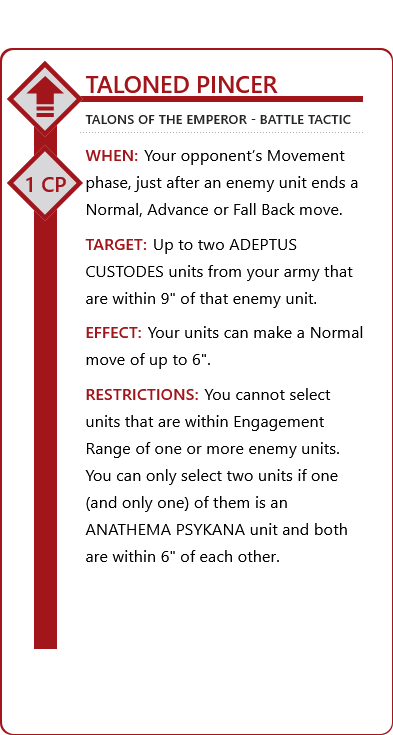 TALONED PINCER
TALONS OF THE EMPEROR - BATTLE TACTIC
1 CP
WHEN: Your opponent’s Movement
phase, just after an enemy unit ends a
Normal, Advance or Fall Back move.
TARGET: Up to two ADEPTUS
CUSTODES units from your army that
are within 9" of that enemy unit.
EFFECT: Your units can make a Normal
move of up to 6".
RESTRICTIONS: You cannot select
units that are within Engagement
Range of one or more enemy units.
You can only select two units if one
(and only one) of them is an
ANATHEMA PSYKANA unit and both
are within 6" of each other.